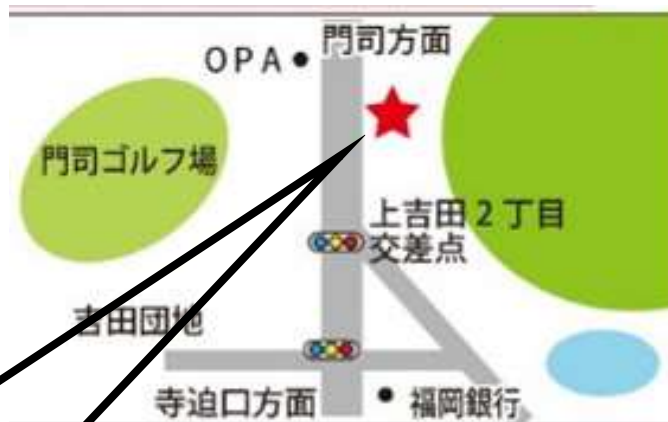 門司方面
OPA
門司ゴルフ場
上吉田2丁目
交差点
吉田団地
寺迫口方面
福岡銀行